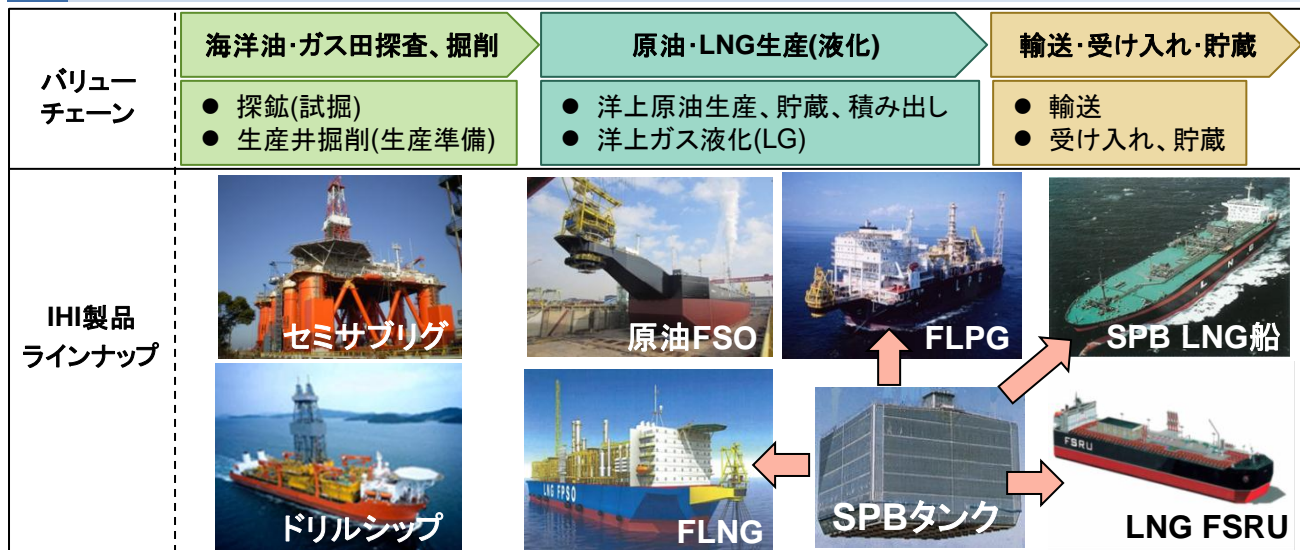 バリュー
チェーン
海洋油・ガス田探査、掘削
● 探鉱(試掘)
● 生産井掘削(生産準備)
原油・LNG生産(液化)
● 洋上原油生産、貯蔵、積み出し
● 洋上ガス液化(LG)
輸送・受け入れ・貯蔵
● 輸送
● 受け入れ、貯蔵
IHI製品
ラインナップ
セミサブリグ
原油FSO
FLPG
LPG
SPB LNG船
LNG
ドリルシップ
LNG FPSO
FLNG
SPBタンク
FSRU
LNG FSRU